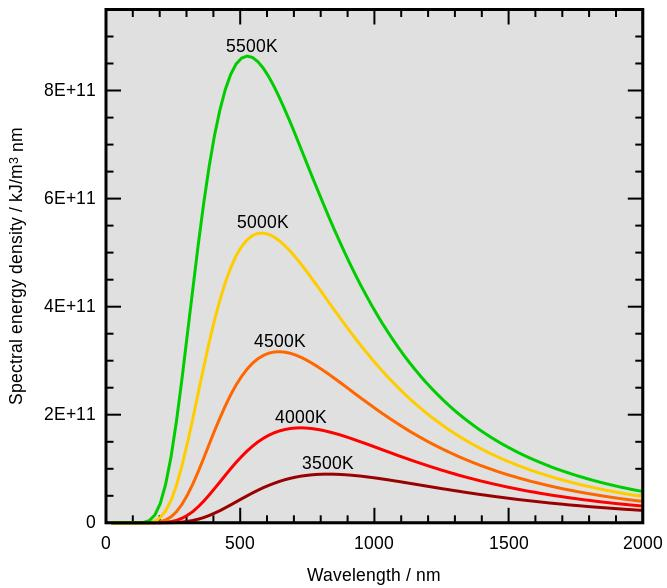 5500K
8E+11
6E+11
5000K
4E+11
4500K
2E+11
4000K
3500K
0
0 500 1000 1500 2000
Wavelength / nm
Spectral energy density / kJ/m³ nm